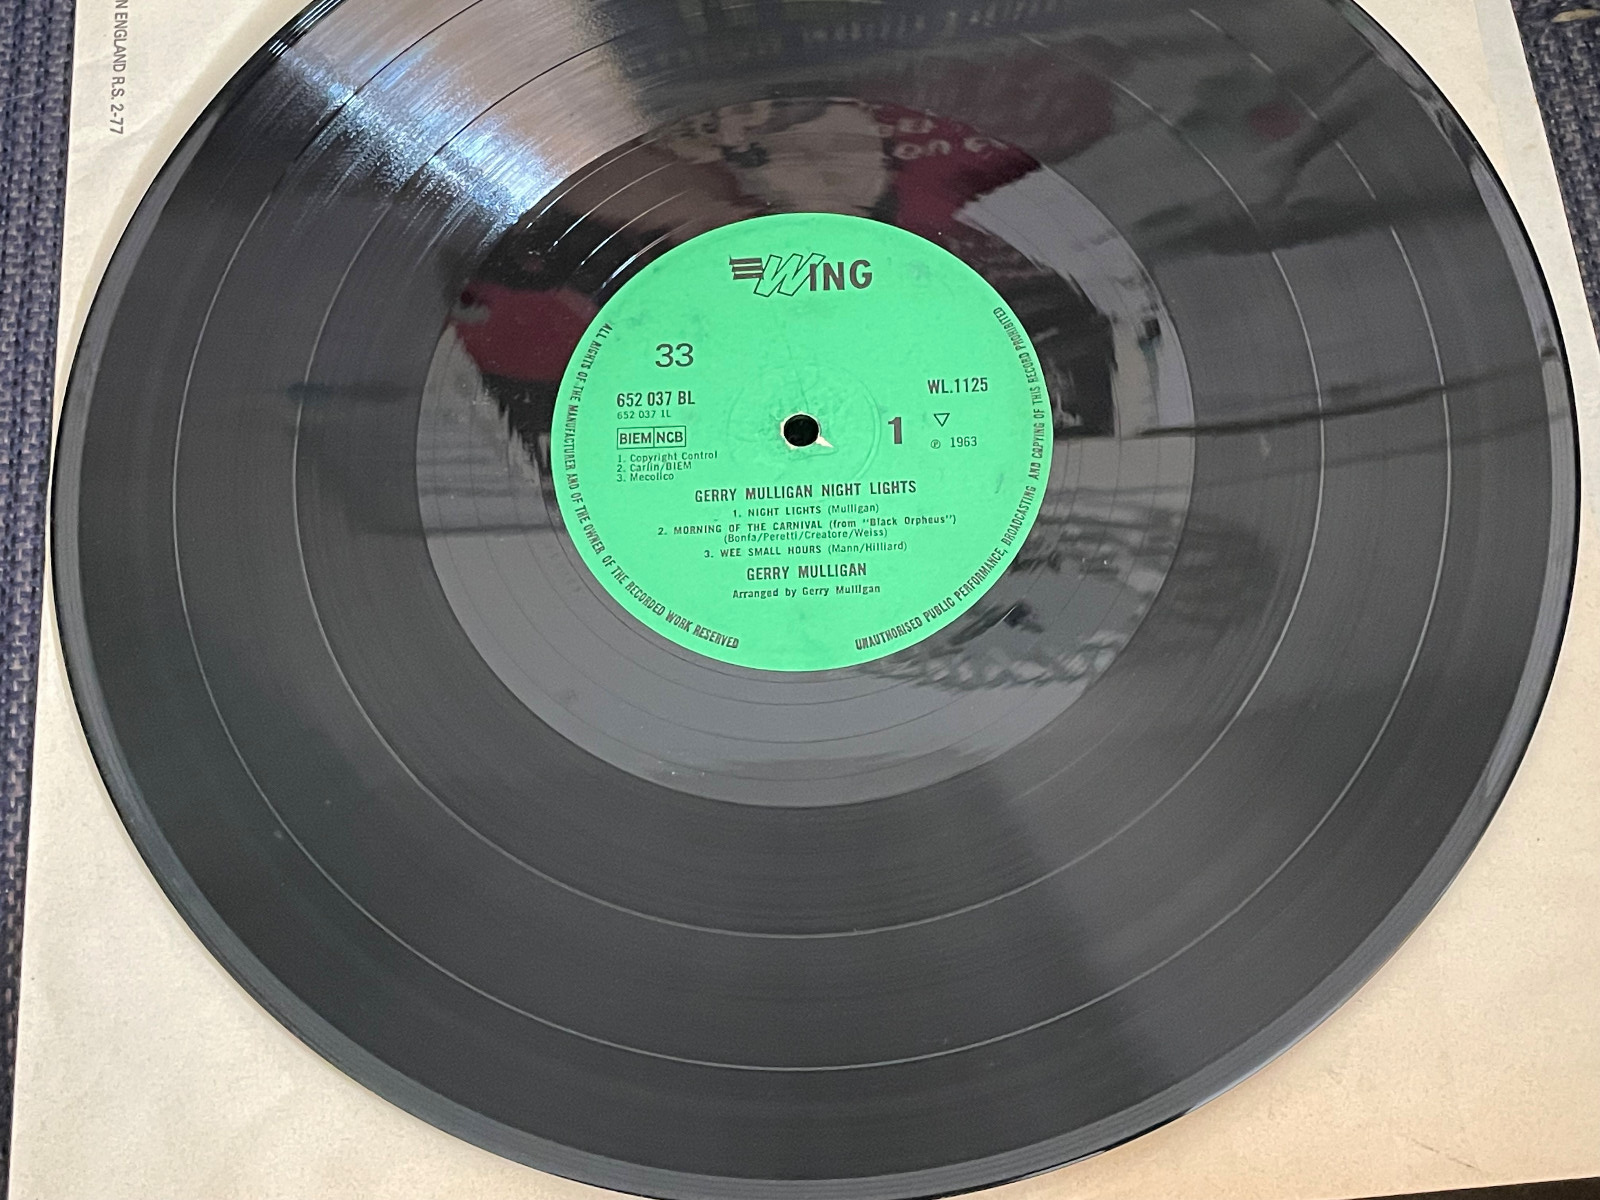 N ENGLAND R.S. 2-77
WING
33
652 037 BL
652 037 1L
BIEM NCB
1. Copyright Control
2. Carlin/BIEM
3. Mecolico
WL.1125
1
℗ 1963
GERRY MULLIGAN NIGHT LIGHTS
1. NIGHT LIGHTS (Mulligan)
2. MORNING OF THE CARNIVAL (from "Black Orpheus")
(Bonfa/Peretti/Creatore/Weiss)
3. WEE SMALL HOURS (Mann/Hilliard)
GERRY MULLIGAN
Arranged by Gerry Mulligan
ALL RIGHTS OF THE MANUFACTURER AND OF THE OWNER OF THE RECORDED WORK RESERVED
UNAUTHORISED PUBLIC PERFORMANCE, BROADCASTING AND COPYING OF THIS RECORD PROHIBITED